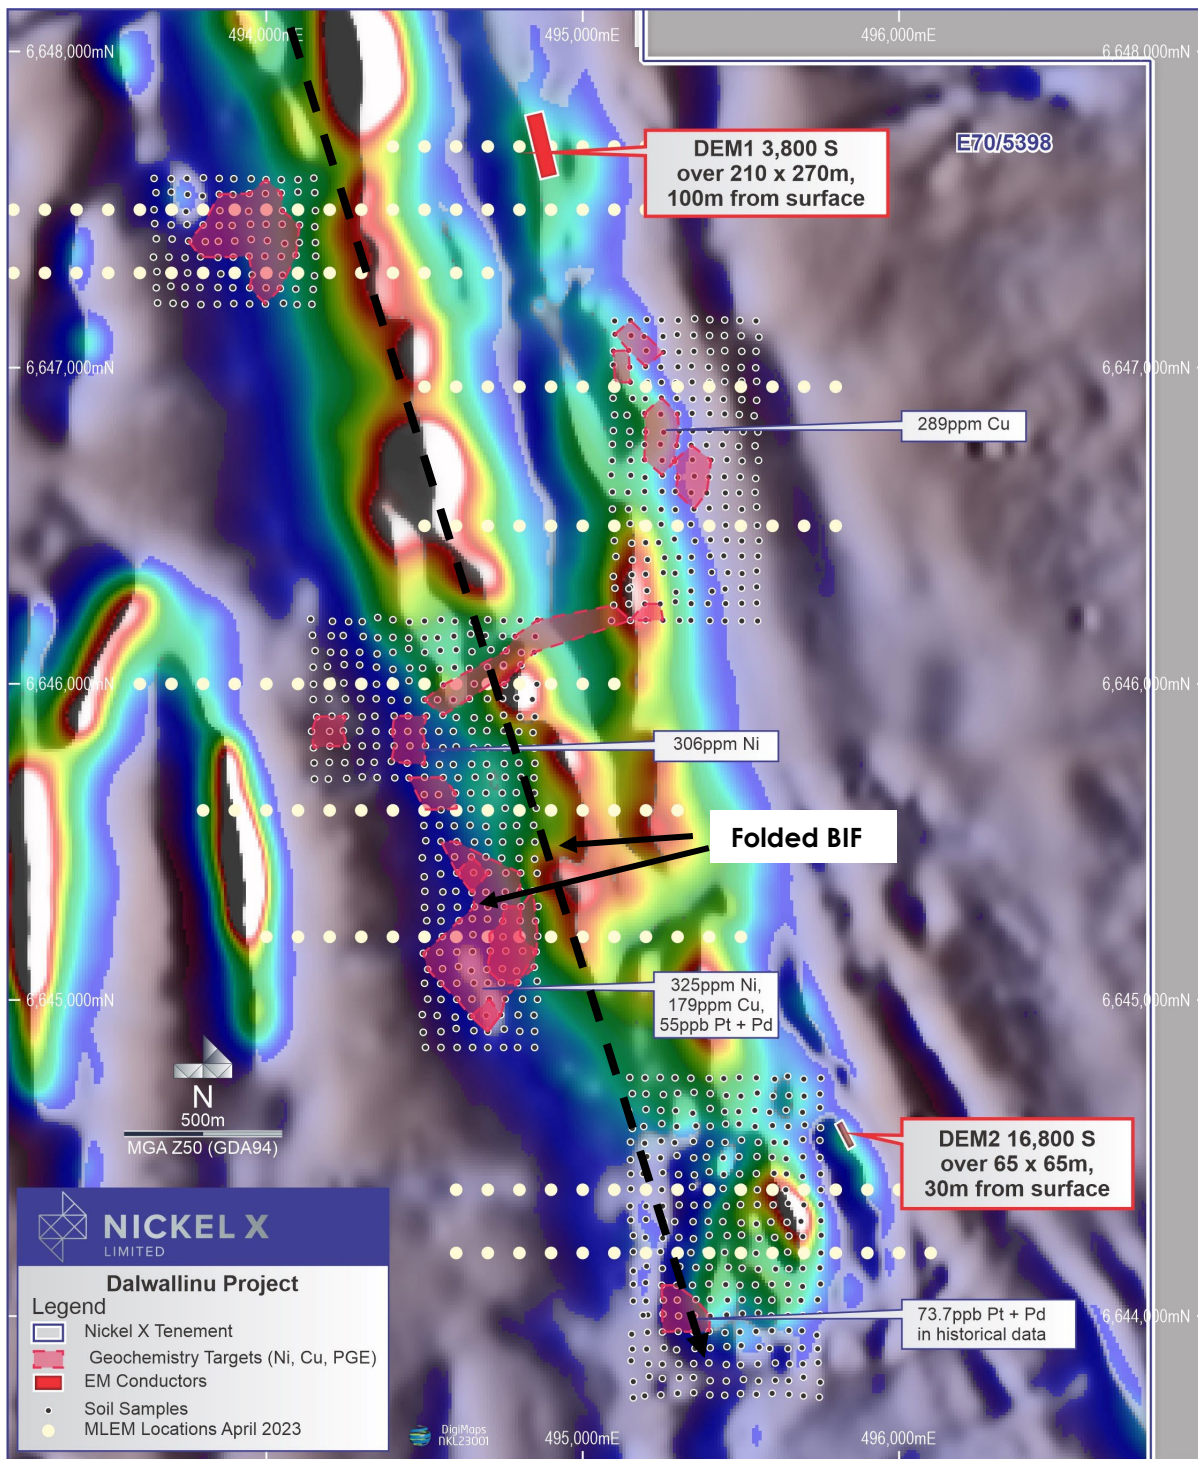 494,000mE
495,000mE
496,000mE
6,648,000mN
6,648,000mN
E70/5398
DEM1 3,800 S
over 210 x 270m,
100m from surface
6,647,000mN
6,647,000mN
289ppm Cu
6,646,000mN
6,646,000mN
306ppm Ni
Folded BIF
325ppm Ni,
179ppm Cu,
55ppb Pt + Pd
6,645,000mN
6,645,000mN
N
500m
MGA Z50 (GDA94)
DEM2 16,800 S
over 65 x 65m,
30m from surface
73.7ppb Pt + Pd
in historical data
6,644,000mN
NICKEL X
LIMITED
Dalwallinu Project
Legend
Nickel X Tenement
Geochemistry Targets (Ni, Cu, PGE)
EM Conductors
Soil Samples
MLEM Locations April 2023
DigiMaps
NKL23001
495,000mE
496,000mE